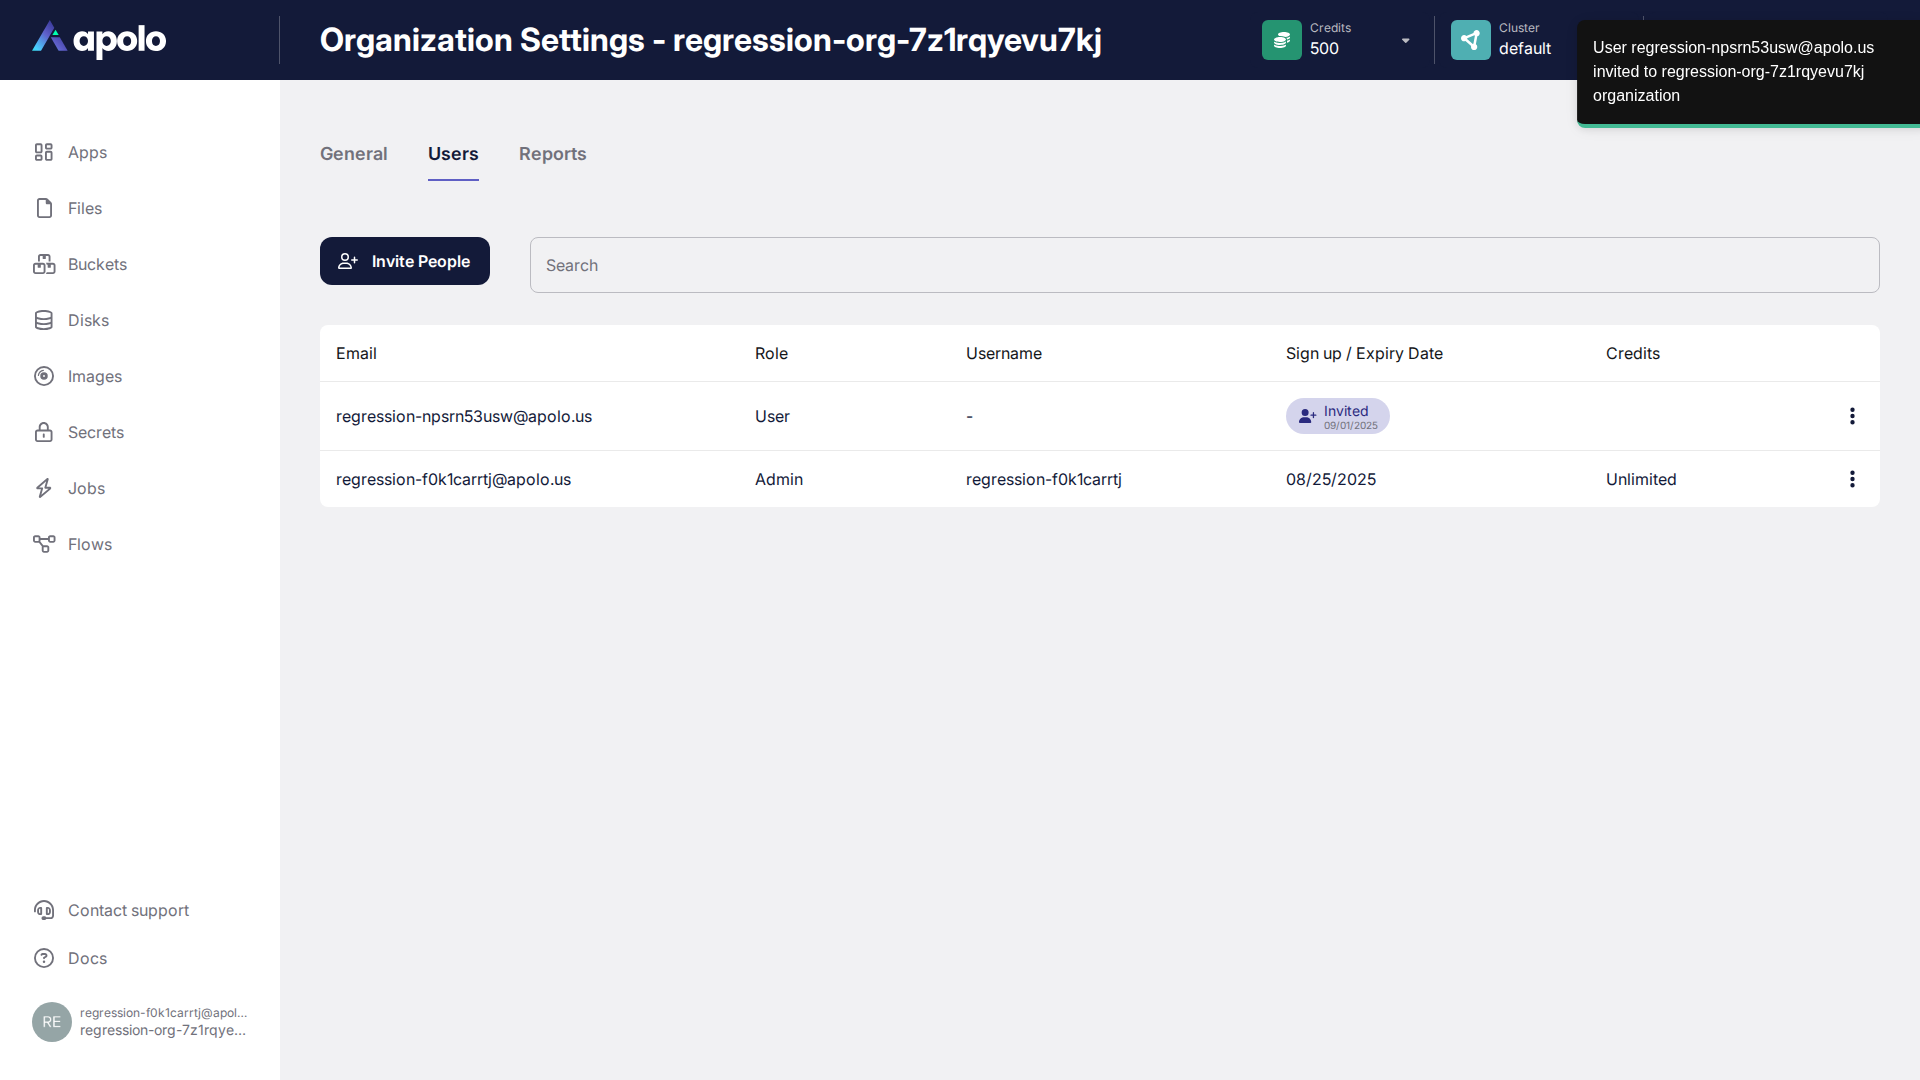 apolo
Organization Settings - regression-org-7z1rqyevu7kj
Credits
500
Cluster
default
User regression-npsrn53usw@apolo.us
invited to regression-org-7z1rqyevu7kj
organization
Apps
Files
Buckets
Disks
Images
Secrets
Jobs
Flows
Contact support
Docs
RE
regression-f0k1carrtj@apol...
regression-org-7z1rqye...
General
Users
Reports
Invite People
Search
Email
Role
Username
Sign up / Expiry Date
Credits
regression-npsrn53usw@apolo.us
User
-
Invited
09/01/2025
regression-f0k1carrtj@apolo.us
Admin
regression-f0k1carrtj
08/25/2025
Unlimited